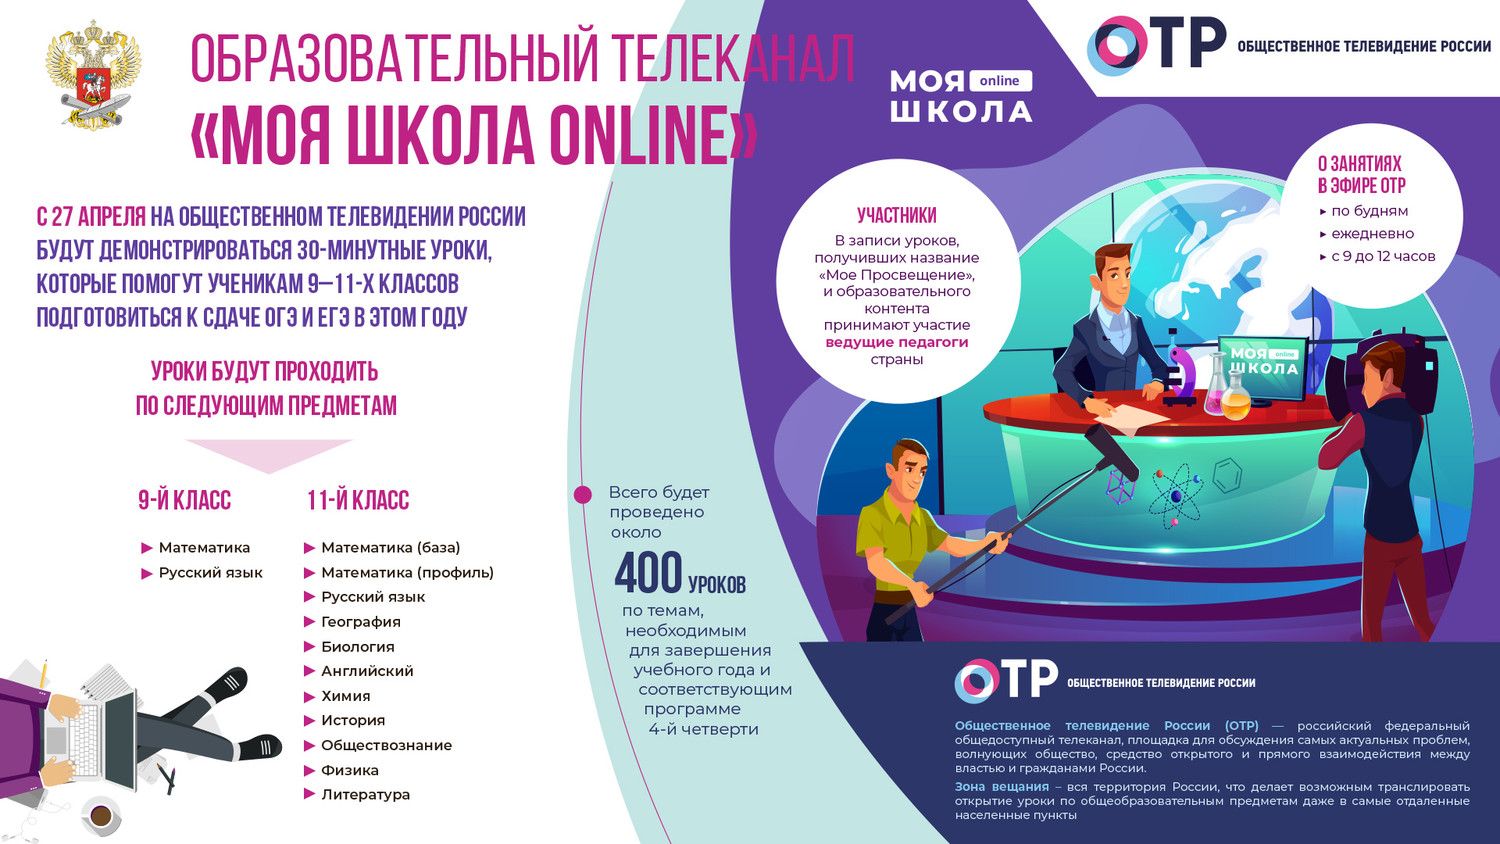 ОБРАЗОВАТЕЛЬНЫЙ ТЕЛЕКАНАЛ
«МОЯ ШКОЛА ONLINE»
МОЯ online
ШКОЛА
ОТР ОБЩЕСТВЕННОЕ ТЕЛЕВИДЕНИЕ РОССИИ
С 27 АПРЕЛЯ НА ОБЩЕСТВЕННОМ ТЕЛЕВИДЕНИИ РОССИИ
БУДУТ ДЕМОНСТРИРОВАТЬСЯ 30-МИНУТНЫЕ УРОКИ,
КОТОРЫЕ ПОМОГУТ УЧЕНИКАМ 9–11-Х КЛАССОВ
ПОДГОТОВИТЬСЯ К СДАЧЕ ОГЭ И ЕГЭ В ЭТОМ ГОДУ
УРОКИ БУДУТ ПРОХОДИТЬ
ПО СЛЕДУЮЩИМ ПРЕДМЕТАМ
9-Й КЛАСС
▶ Математика
▶ Русский язык
11-Й КЛАСС
▶ Математика (база)
▶ Математика (профиль)
▶ Русский язык
▶ География
▶ Биология
▶ Английский
▶ Химия
▶ История
▶ Обществознание
▶ Физика
▶ Литература
Всего будет
проведено
около
400 УРОКОВ
по темам,
необходимым
для завершения
учебного года и
соответствующим
программе
4-й четверти
УЧАСТНИКИ
В записи уроков,
получивших название
«Мое Просвещение»,
и образовательного
контента
принимают участие
ведущие педагоги
страны
О ЗАНЯТИЯХ
В ЭФИРЕ ОТР
▸ по будням
▸ ежедневно
▸ с 9 до 12 часов
МОЯ online
ШКОЛА
ОТР ОБЩЕСТВЕННОЕ ТЕЛЕВИДЕНИЕ РОССИИ
Общественное телевидение России (ОТР) — российский федеральный
общедоступный телеканал, площадка для обсуждения самых актуальных проблем,
волнующих общество, средство открытого и прямого взаимодействия между
властью и гражданами России.
Зона вещания – вся территория России, что делает возможным транслировать
открытие уроки по общеобразовательным предметам даже в самые отдаленные
населенные пункты